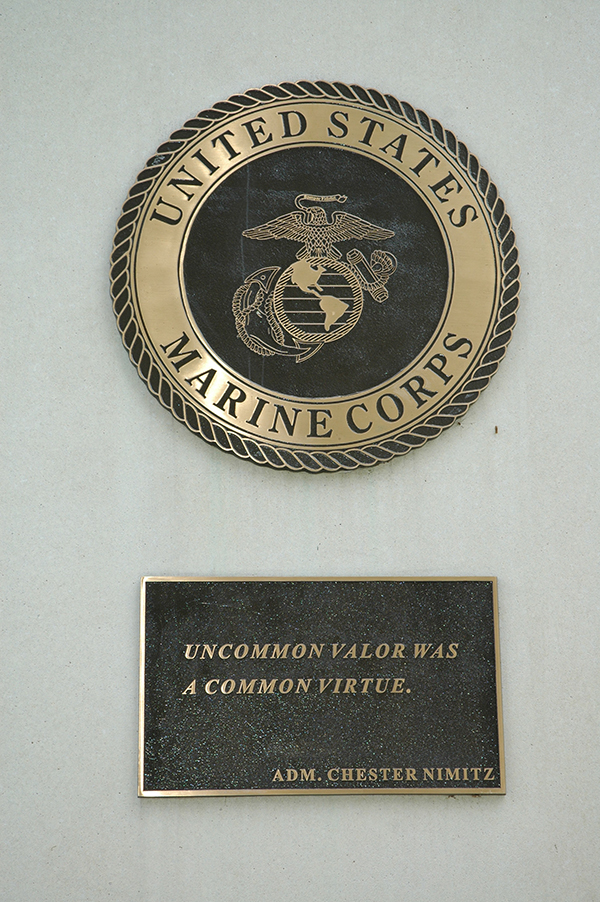 UNITED STATES
MARINE CORPS
UNCOMMON VALOR WAS
A COMMON VIRTUE.
ADM. CHESTER NIMITZ